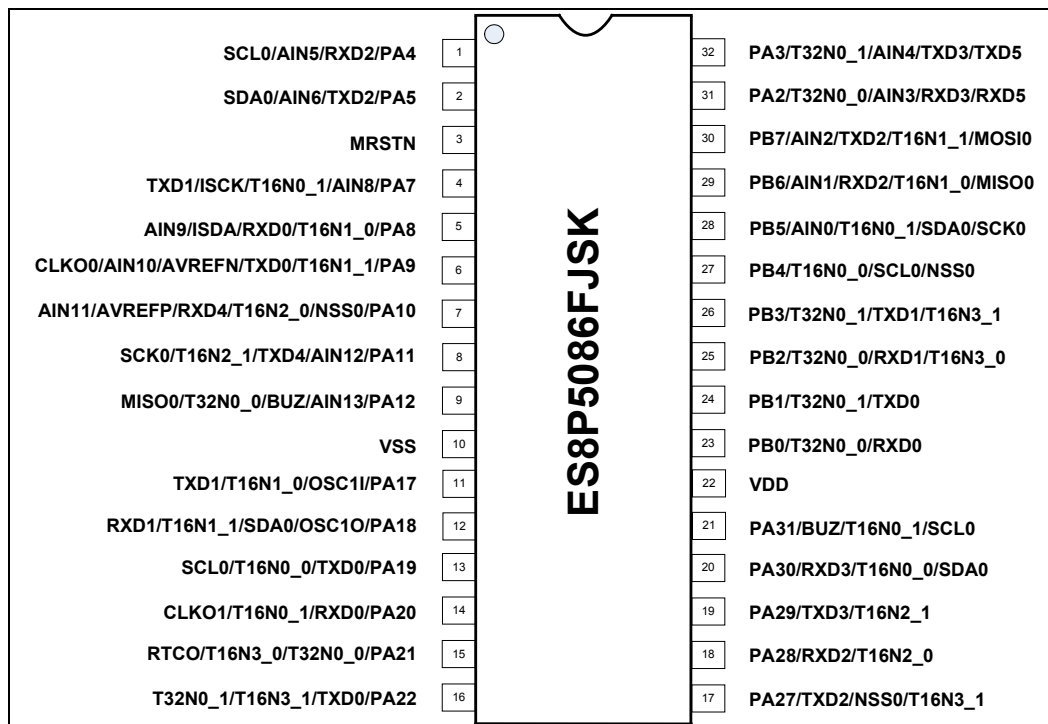 SCL0/AIN5/RXD2/PA4 1
SDA0/AIN6/TXD2/PA5 2
MRSTN 3
TXD1/ISCK/T16N0_1/AIN8/PA7 4
AIN9/ISDA/RXD0/T16N1_0/PA8 5
CLKO0/AIN10/AVREFN/TXD0/T16N1_1/PA9 6
AIN11/AVREFP/RXD4/T16N2_0/NSS0/PA10 7
SCK0/T16N2_1/TXD4/AIN12/PA11 8
MISO0/T32N0_0/BUZ/AIN13/PA12 9
VSS 10
TXD1/T16N1_0/OSC1I/PA17 11
RXD1/T16N1_1/SDA0/OSC1O/PA18 12
SCL0/T16N0_0/TXD0/PA19 13
CLKO1/T16N0_1/RXD0/PA20 14
RTCO/T16N3_0/T32N0_0/PA21 15
T32N0_1/T16N3_1/TXD0/PA22 16
ES8P5086FJSK
32 PA3/T32N0_1/AIN4/TXD3/TXD5
31 PA2/T32N0_0/AIN3/RXD3/RXD5
30 PB7/AIN2/TXD2/T16N1_1/MOSI0
29 PB6/AIN1/RXD2/T16N1_0/MISO0
28 PB5/AIN0/T16N0_1/SDA0/SCK0
27 PB4/T16N0_0/SCL0/NSS0
26 PB3/T32N0_1/TXD1/T16N3_1
25 PB2/T32N0_0/RXD1/T16N3_0
24 PB1/T32N0_1/TXD0
23 PB0/T32N0_0/RXD0
22 VDD
21 PA31/BUZ/T16N0_1/SCL0
20 PA30/RXD3/T16N0_0/SDA0
19 PA29/TXD3/T16N2_1
18 PA28/RXD2/T16N2_0
17 PA27/TXD2/NSS0/T16N3_1